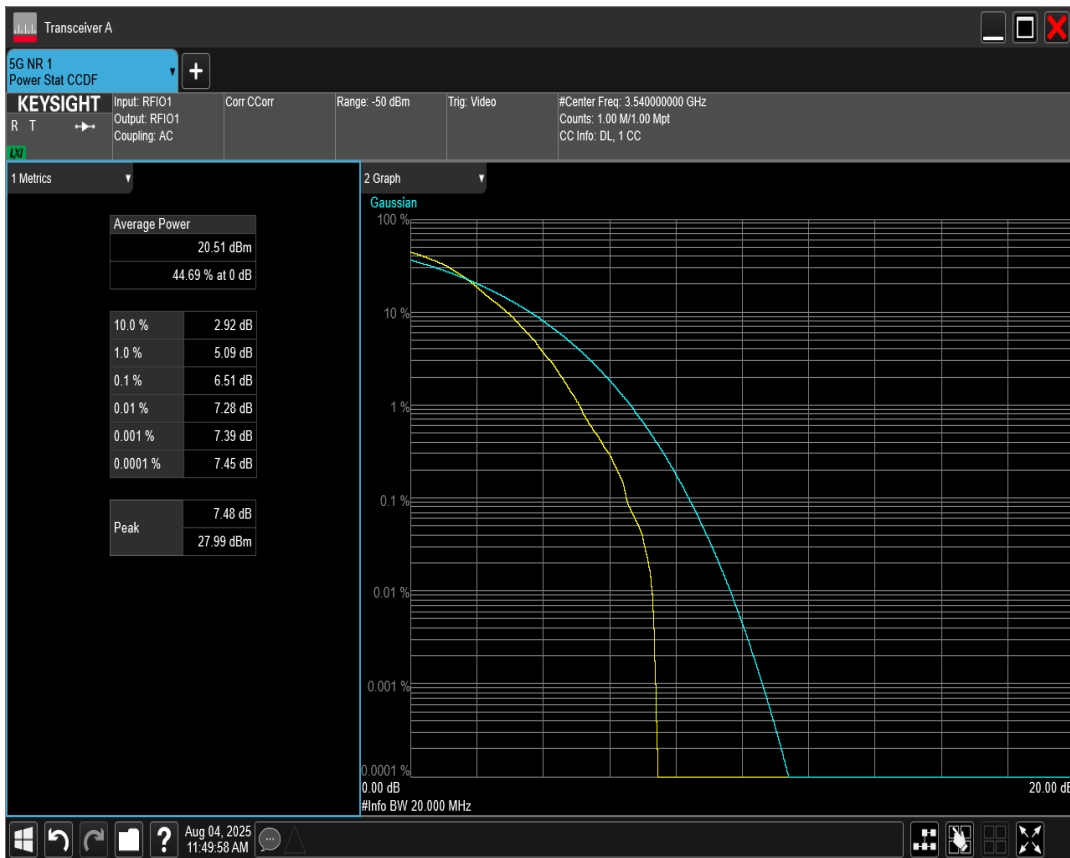 Transceiver A
5G NR 1
Power Stat CCDF
KEYSIGHT
R T
LXI
Input: RFIO1
Output: RFIO1
Coupling: AC
Corr CCorr
Range: -50 dBm
Trig: Video
#Center Freq: 3.540000000 GHz
Counts: 1.00 M/1.00 Mpt
CC Info: DL, 1 CC
1 Metrics
Average Power
20.51 dBm
44.69 % at 0 dB
10.0 % 2.92 dB
1.0 % 5.09 dB
0.1 % 6.51 dB
0.01 % 7.28 dB
0.001 % 7.39 dB
0.0001 % 7.45 dB
Peak
7.48 dB
27.99 dBm
2 Graph
Gaussian
100 %
10 %
1 %
0.1 %
0.01 %
0.001 %
0.0001 %
0.00 dB
20.00 dB
#Info BW 20.000 MHz
?
Aug 04, 2025
11:49:58 AM